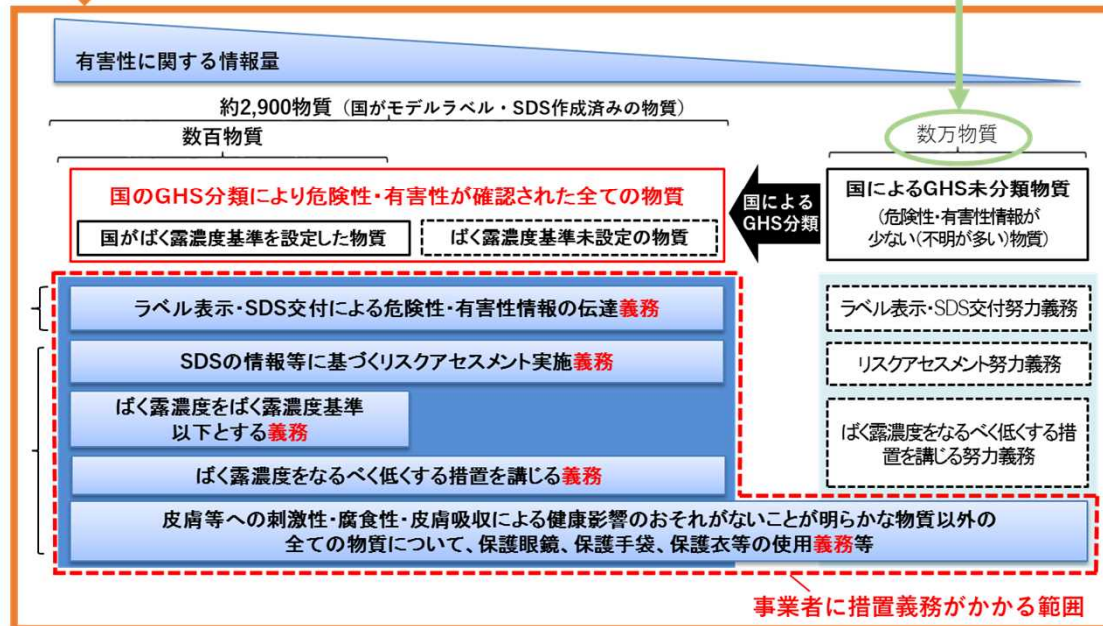 有害性に関する情報量
約2,900物質（国がモデルラベル・SDS作成済みの物質）
数百物質
数万物質
国のGHS分類により危険性・有害性が確認された全ての物質
国がばく露濃度基準を設定した物質
ばく露濃度基準未設定の物質
国による
GHS分類
国によるGHS未分類物質
（危険性・有害性情報が
少ない（不明が多い）物質）
ラベル表示・SDS交付による危険性・有害性情報の伝達義務
ラベル表示・SDS交付努力義務
SDSの情報等に基づくリスクアセスメント実施義務
リスクアセスメント努力義務
ばく露濃度をばく露濃度基準
以下とする義務
ばく露濃度をなるべく低くする措置を講じる義務
ばく露濃度をなるべく低くする措
置を講じる努力義務
皮膚等への刺激性・腐食性・皮膚吸収による健康影響のおそれがないことが明らかな物質以外の
全ての物質について、保護眼鏡、保護手袋、保護衣等の使用義務等
事業者に措置義務がかかる範囲